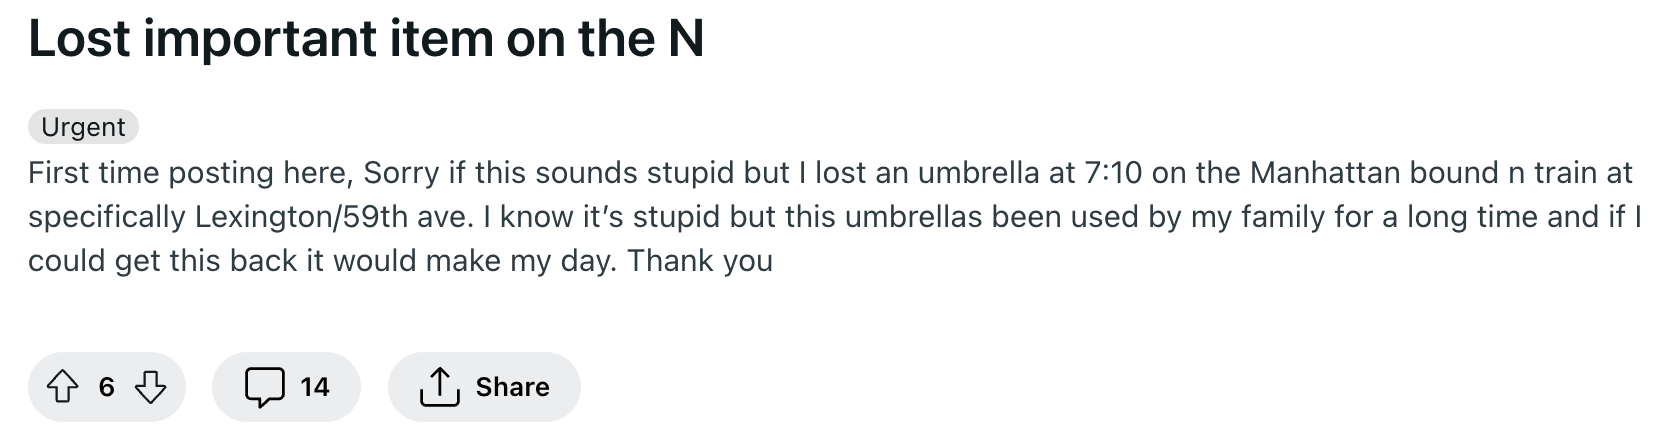 Lost important item on the N
Urgent
First time posting here, Sorry if this sounds stupid but I lost an umbrella at 7:10 on the Manhattan bound n train at
specifically Lexington/59th ave. I know it’s stupid but this umbrellas been used by my family for a long time and if I
could get this back it would make my day. Thank you
6 14 Share